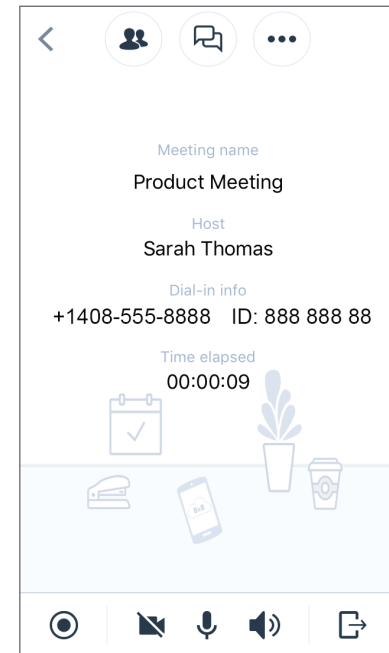 Meeting name
Product Meeting
Host
Sarah Thomas
Dial-in info
+1408-555-8888 ID: 888 888 88
Time elapsed
00:00:09
8x8